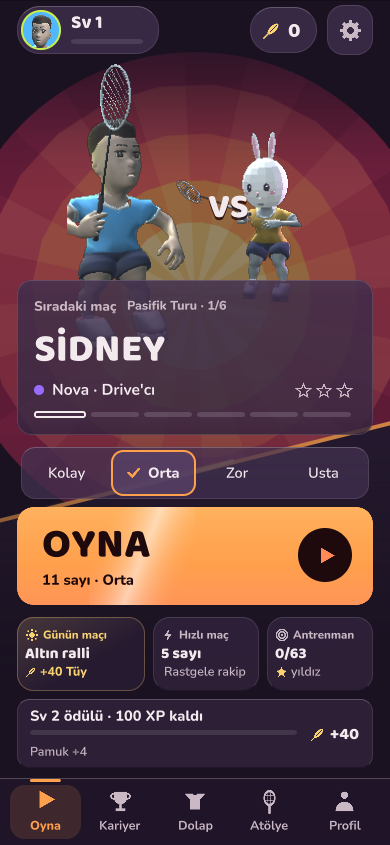 Sv 1
0
VS
Sıradaki maç Pasifik Turu · 1/6
SİDNEY
Nova · Drive'cı
Kolay
Orta
Zor
Usta
OYNA
11 sayı · Orta
Günün maçı
Altın ralli
+40 Tüy
Hızlı maç
5 sayı
Rastgele rakip
Antrenman
0/63
yıldız
Sv 2 ödülü · 100 XP kaldı
+40
Pamuk +4
Oyna
Kariyer
Dolap
Atölye
Profil